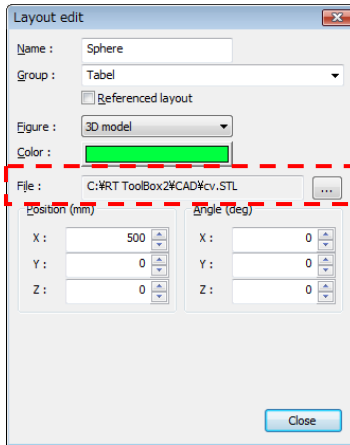 Layout edit
Name : Sphere
Group : Tabel
Referenced layout
Figure : 3D model
Color :
File : C:¥RT ToolBox2¥CAD¥cv.STL ...
Position (mm) Angle (deg)
X : 500 X : 0
Y : 0 Y : 0
Z : 0 Z : 0
Close